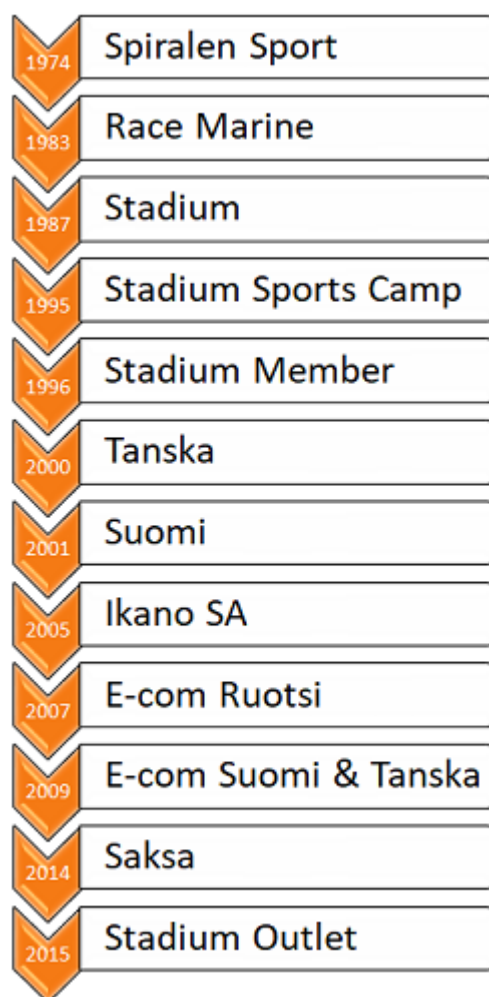 1974
Spiralen Sport
1983
Race Marine
1987
Stadium
1995
Stadium Sports Camp
1996
Stadium Member
2000
Tanska
2001
Suomi
2005
Ikano SA
2007
E-com Ruotsi
2009
E-com Suomi & Tanska
2014
Saksa
2015
Stadium Outlet